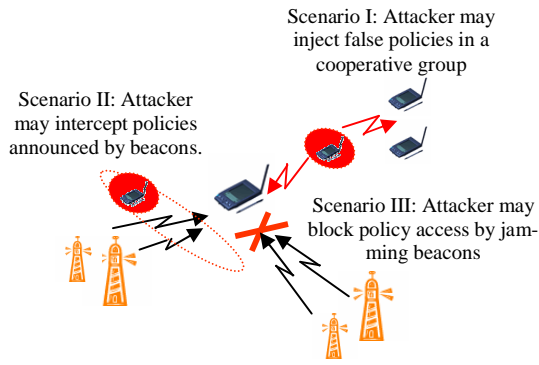 Scenario I: Attacker may
inject false policies in a
cooperative group
Scenario II: Attacker
may intercept policies
announced by beacons.
Scenario III: Attacker may
block policy access by jam-
ming beacons